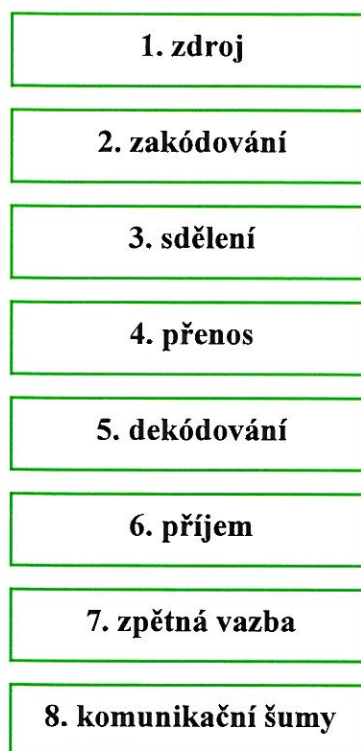 1. zdroj
2. zakódování
3. sdělení
4. přenos
5. dekódování
6. příjem
7. zpětná vazba
8. komunikační šumy